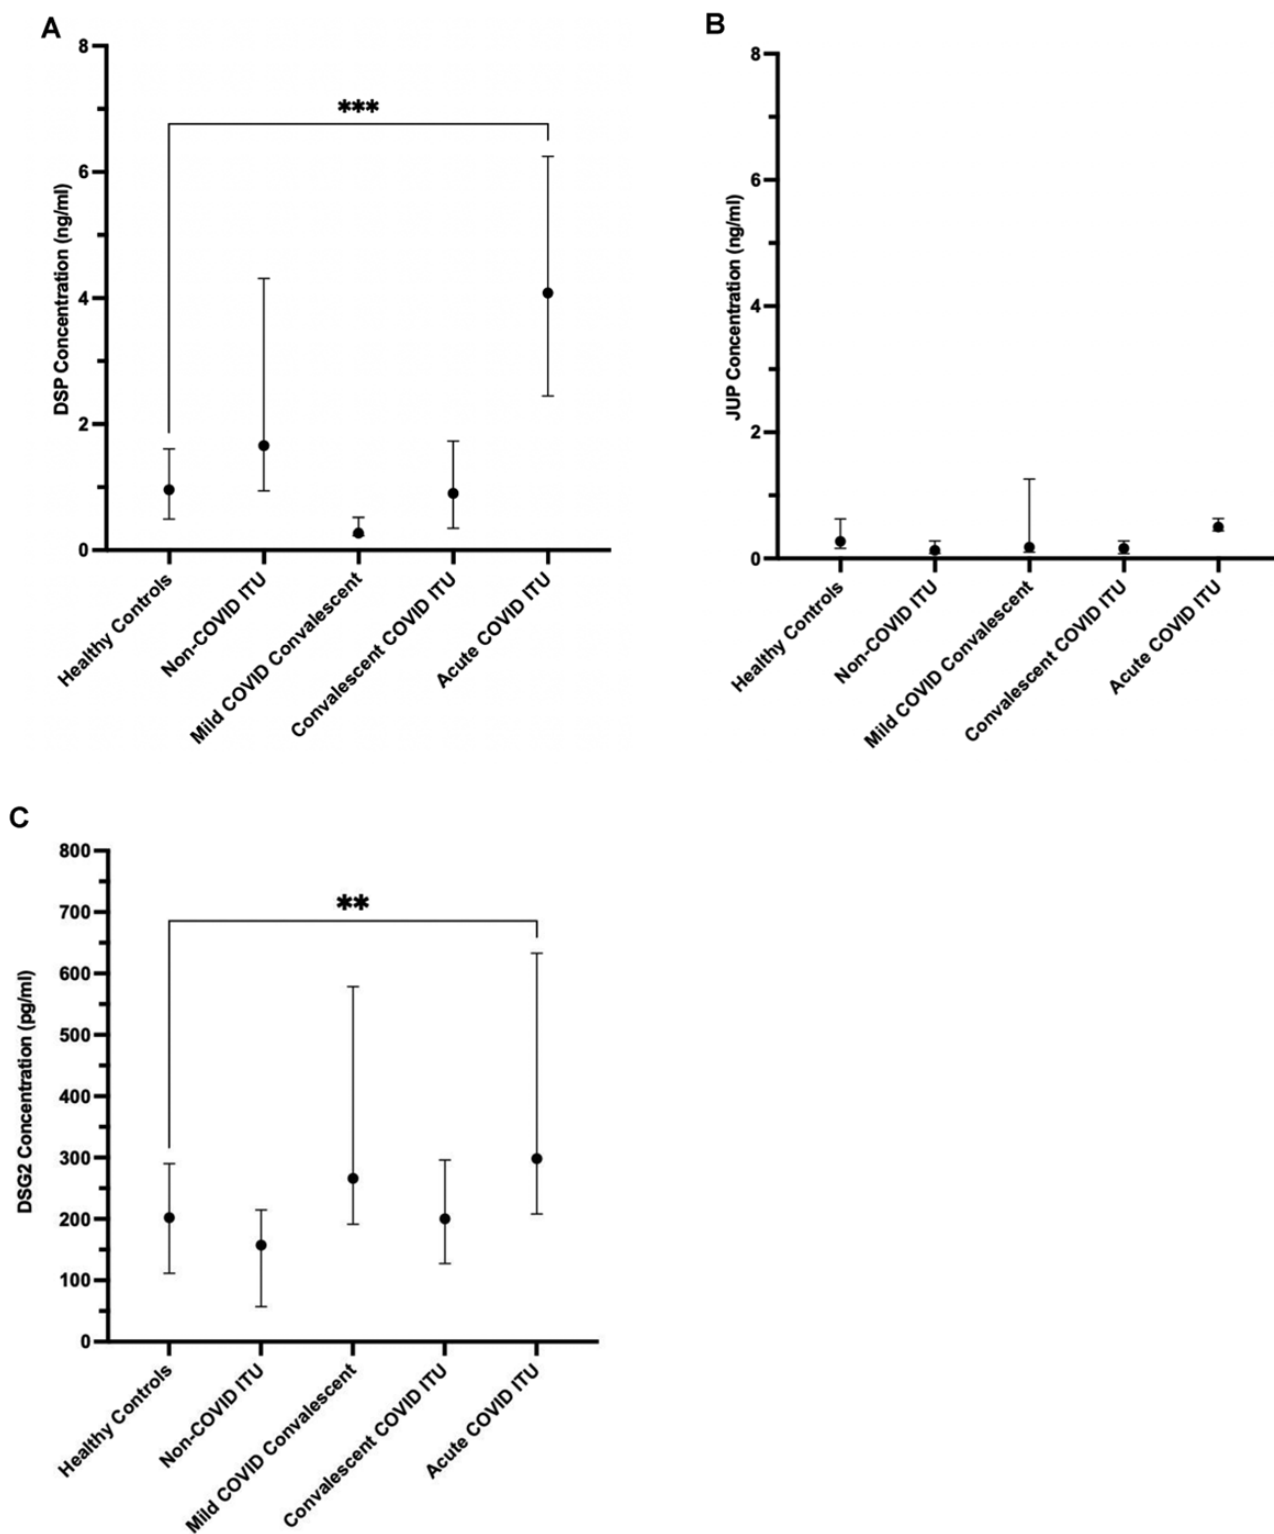 A
DSP Concentration (ng/ml)
8
6
4
2
0
***
Healthy Controls
Non-COVID ITU
Mild COVID Convalescent
Convalescent COVID ITU
Acute COVID ITU
B
JUP Concentration (ng/ml)
8
6
4
2
0
Healthy Controls
Non-COVID ITU
Mild COVID Convalescent
Convalescent COVID ITU
Acute COVID ITU
C
DSG2 Concentration (pg/ml)
800
700
600
500
400
300
200
100
0
**
Healthy Controls
Non-COVID ITU
Mild COVID Convalescent
Convalescent COVID ITU
Acute COVID ITU